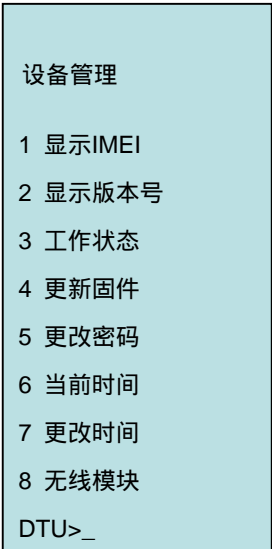 设备管理
1 显示IMEI
2 显示版本号
3 工作状态
4 更新固件
5 更改密码
6 当前时间
7 更改时间
8 无线模块
DTU>_